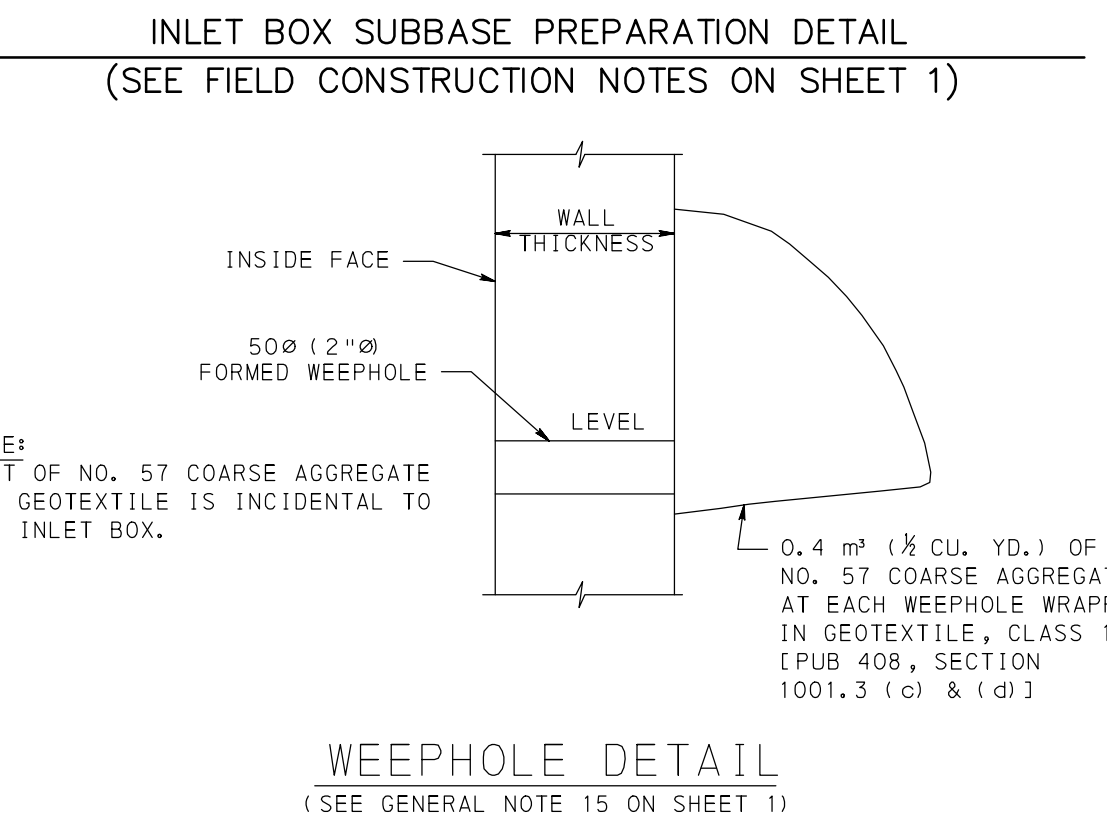 INLET BOX SUBBASE PREPARATION DETAIL
(SEE FIELD CONSTRUCTION NOTES ON SHEET 1)
WALL
THICKNESS
INSIDE FACE
50Ø (2"Ø)
FORMED WEEPHOLE
LEVEL
E:
T OF NO. 57 COARSE AGGREGATE
GEOTEXTILE IS INCIDENTAL TO
INLET BOX.
0.4 m³ (½ CU. YD.) OF
NO. 57 COARSE AGGREGAT
AT EACH WEEPHOLE WRAPP
IN GEOTEXTILE, CLASS 1
[PUB 408, SECTION
1001.3 (c) & (d)]
WEEPHOLE DETAIL
(SEE GENERAL NOTE 15 ON SHEET 1)